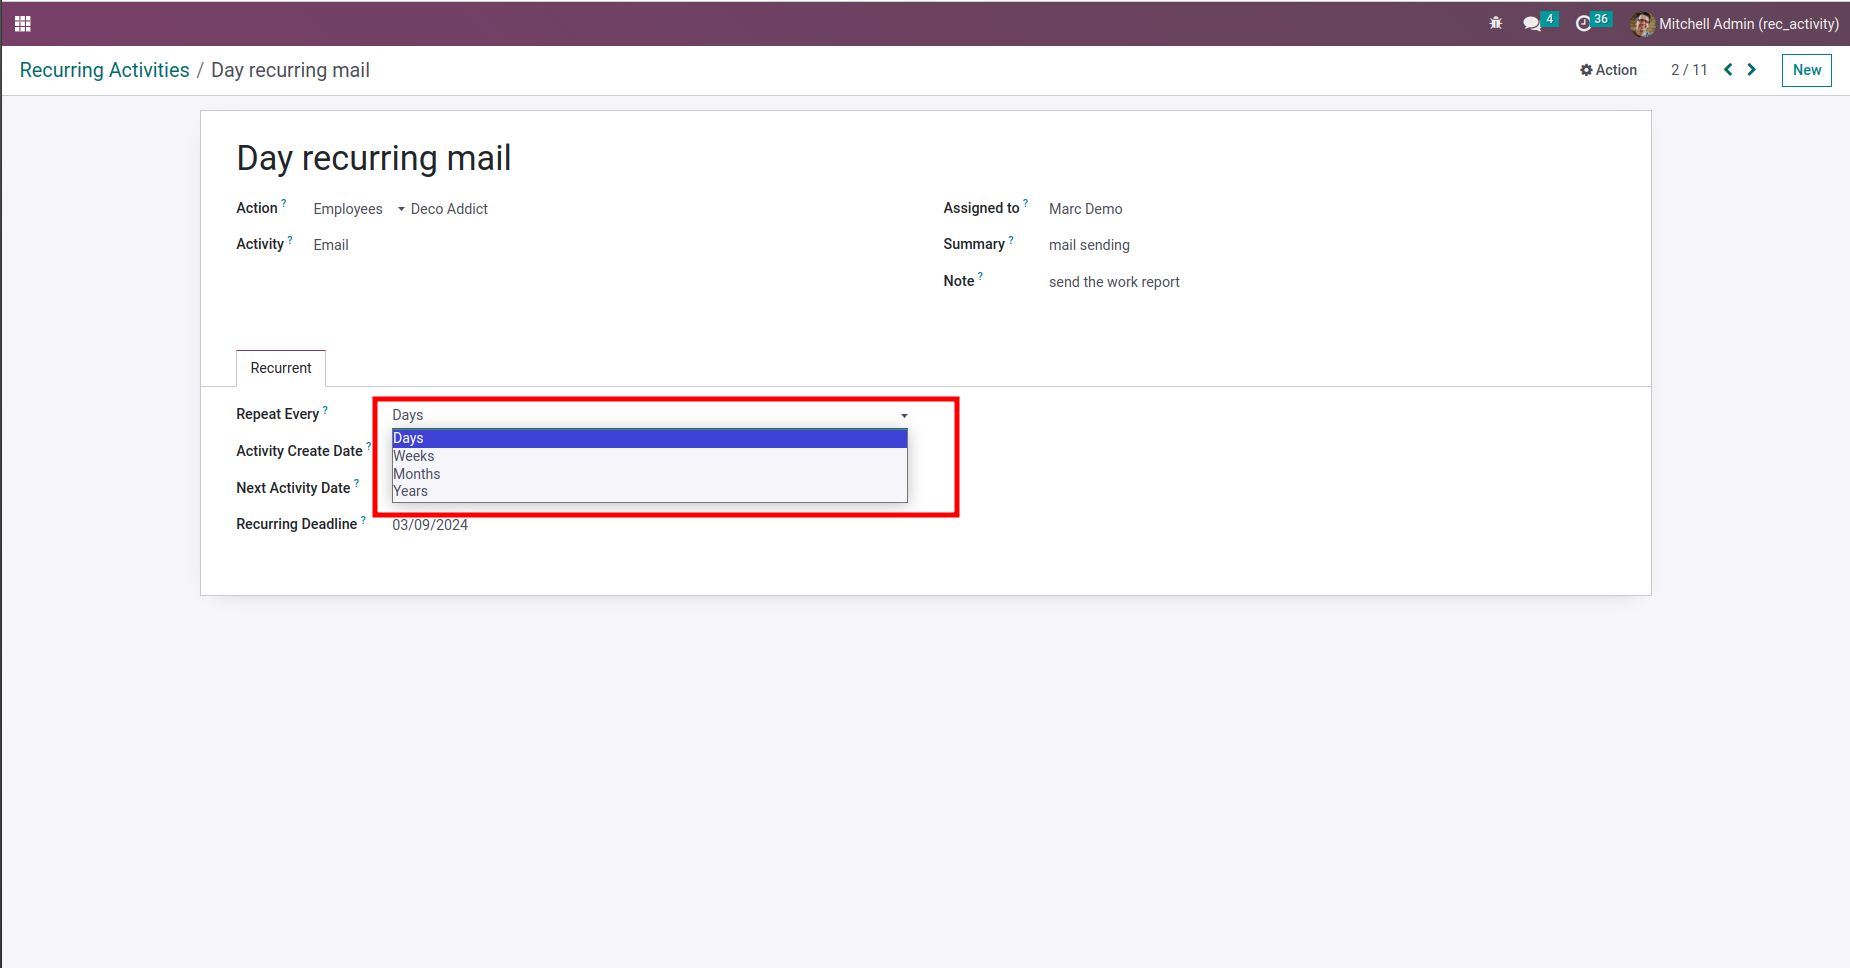 4 36 Mitchell Admin (rec_activity)
Recurring Activities / Day recurring mail Action 2 / 11 New
Day recurring mail
Action ? Employees Deco Addict Assigned to ? Marc Demo
Activity ? Email Summary ? mail sending
Note ? send the work report
Recurrent
Repeat Every ? Days
Days
Activity Create Date ?
Weeks
Months
Next Activity Date ?
Years
Recurring Deadline ? 03/09/2024